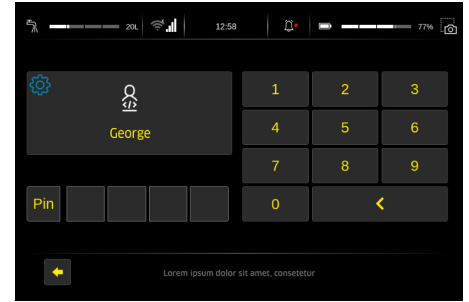 20L 12:58 77%
George
1 2 3
4 5 6
7 8 9
Pin 0
Lorem ipsum dolor sit amet, consetetur